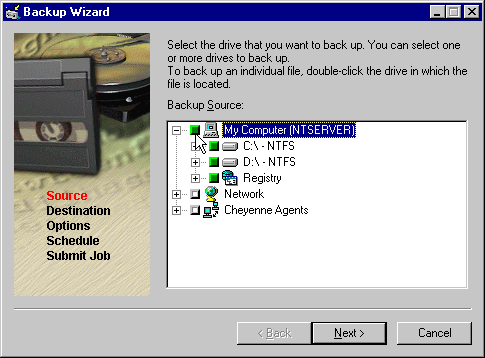 Backup Wizard
Select the drive that you want to back up. You can select one
or more drives to back up.
To back up an individual file, double-click the drive in which the
file is located.
Backup Source:
My Computer (NTSERVER)
C:\ - NTFS
D:\ - NTFS
Registry
Network
Cheyenne Agents
Source
Destination
Options
Schedule
Submit Job
< Back
Next >
Cancel